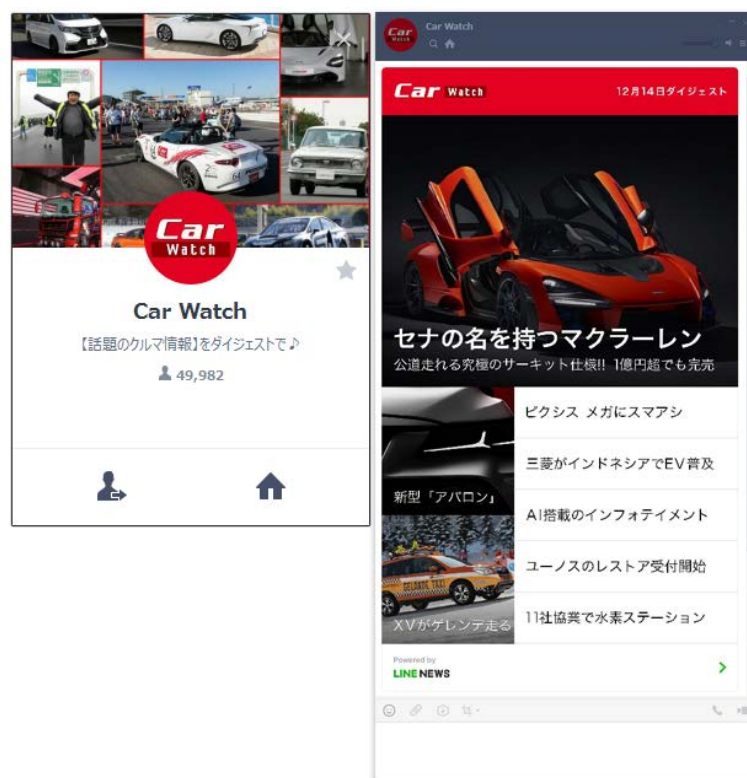 Car
Watch
Car Watch
【話題のクルマ情報】をダイジェストで♪
49,982
Car
Watch
Car Watch
Car Watch
12月14日ダイジェスト
セナの名を持つマクラーレン
公道走れる究極のサーキット仕様!! 1億円超でも完売
新型「アバロン」
XVがゲレンデ走る
GELANDE TAXI
ピクシス メガにスマアシ
三菱がインドネシアでEV普及
AI搭載のインフォテイメント
ユーノスのレストア受付開始
11社協業で水素ステーション
Powered by
LINE NEWS